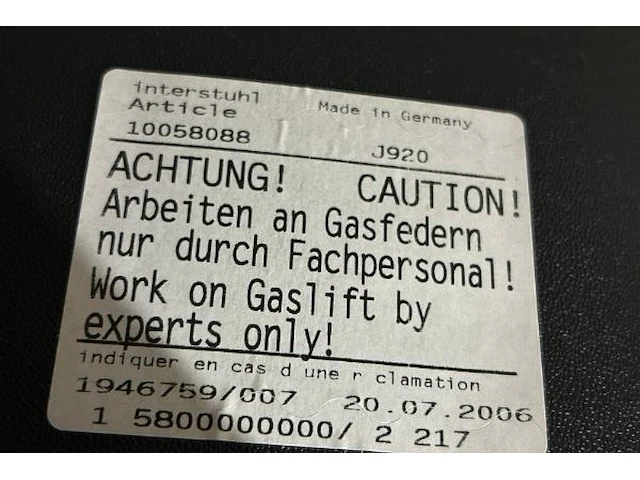 interstuhl
Article Made in Germany
10058088 J920
ACHTUNG! CAUTION!
Arbeiten an Gasfedern
nur durch Fachpersonal!
Work on Gaslift by
experts only!
indiquer en cas d une r clamation
1946759/007 20.07.2006
1 5800000000/ 2 217